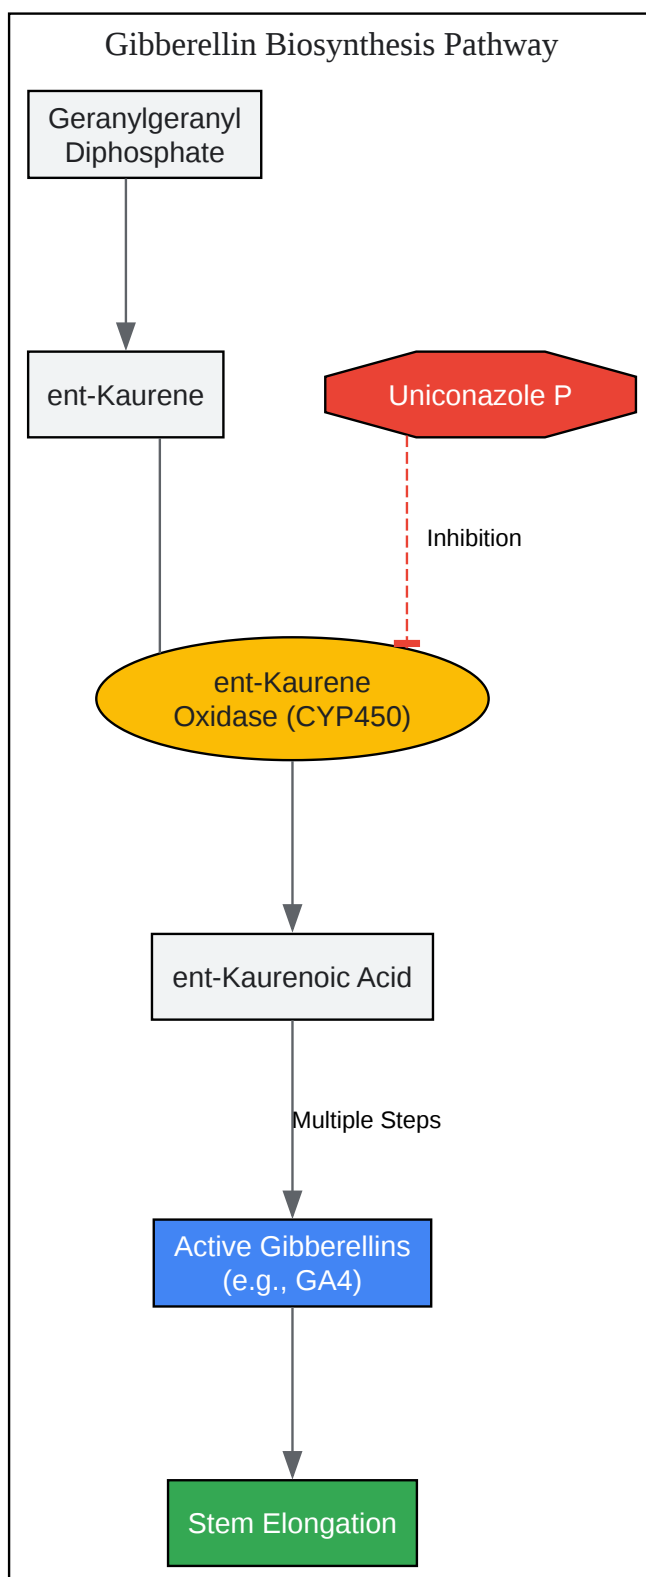 Gibberellin Biosynthesis Pathway
Geranylgeranyl
Diphosphate
ent-Kaurene
Uniconazole P
Inhibition
ent-Kaurene
Oxidase (CYP450)
ent-Kaurenoic Acid
Multiple Steps
Active Gibberellins
(e.g., GA4)
Stem Elongation